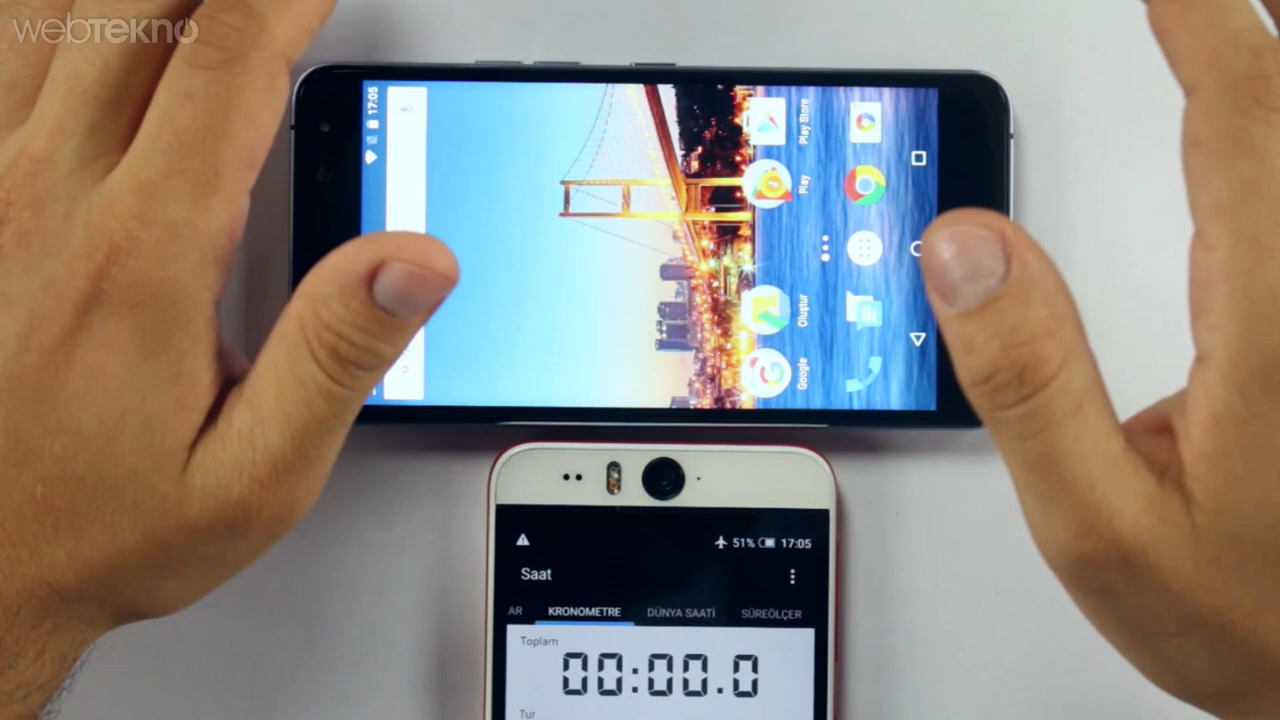 webtekno
17:05
Play Store
Play
Oluştur
Google
51% 17:05
Saat
AR KRONOMETRE DÜNYA SAATİ SÜREÖLÇER
Toplam
00:00.0
Tur